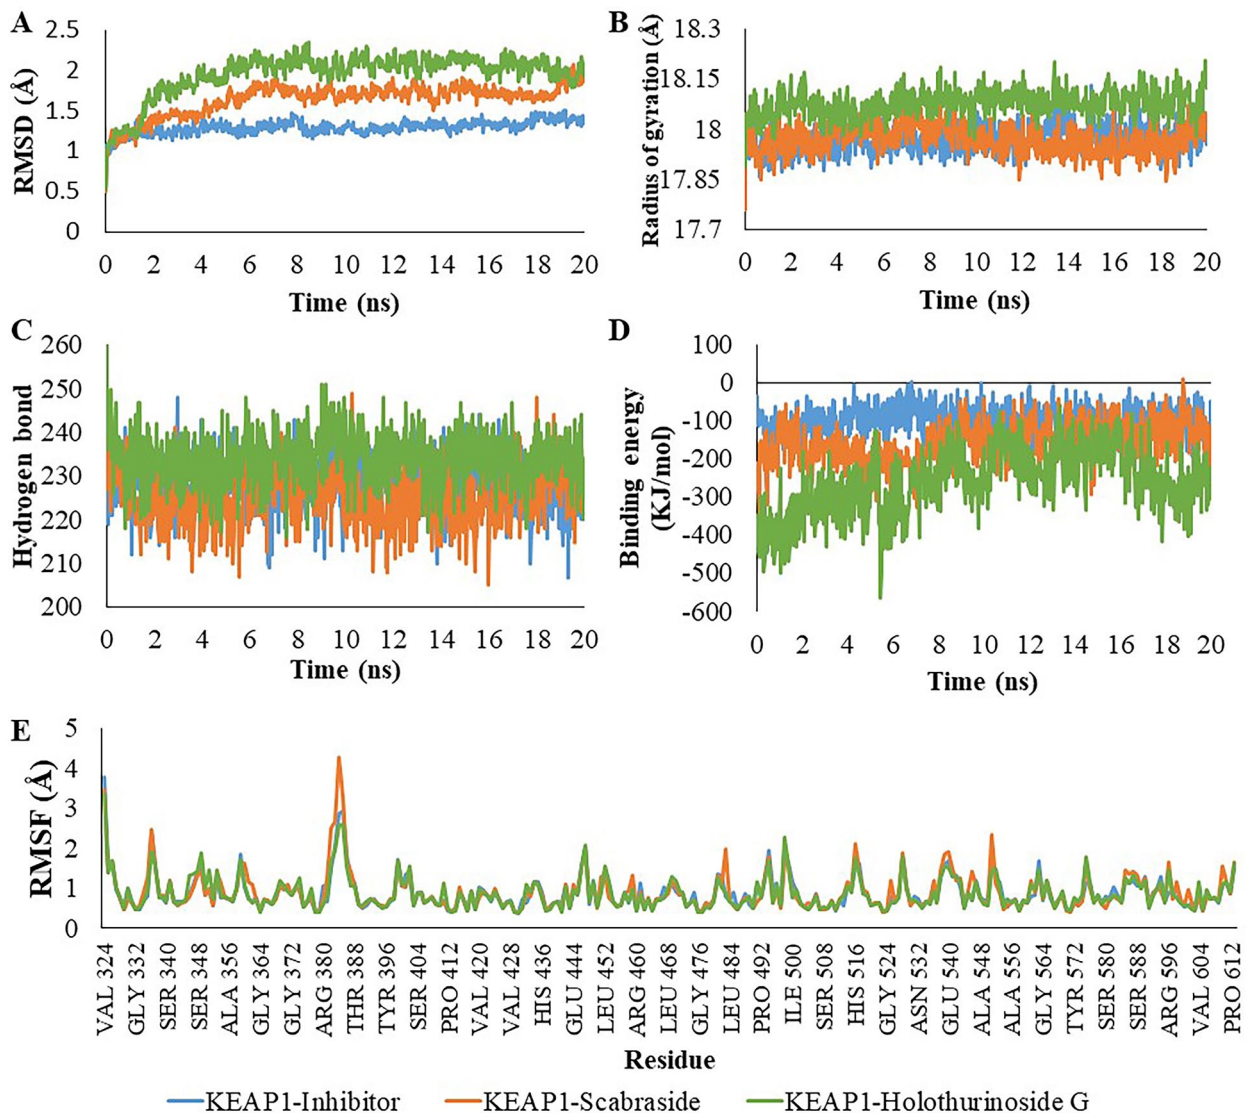 A
RMSD (Å)
2.5
2
1.5
1
0.5
0
0 2 4 6 8 10 12 14 16 18 20
Time (ns)
B
Radius of gyration (Å)
18.3
18.15
18
17.85
17.7
0 2 4 6 8 10 12 14 16 18 20
Time (ns)
C
Hydrogen bond
260
250
240
230
220
210
200
0 2 4 6 8 10 12 14 16 18 20
Time (ns)
D
Binding energy
(KJ/mol)
100
0
-100
-200
-300
-400
-500
-600
0 2 4 6 8 10 12 14 16 18 20
Time (ns)
E
RMSF (Å)
5
4
3
2
1
0
VAL 324
GLY 332
SER 340
SER 348
ALA 356
GLY 364
GLY 372
ARG 380
THR 388
TYR 396
SER 404
PRO 412
VAL 420
VAL 428
HIS 436
GLU 444
LEU 452
ARG 460
LEU 468
GLY 476
LEU 484
PRO 492
ILE 500
SER 508
HIS 516
GLY 524
ASN 532
GLU 540
ALA 548
ALA 556
GLY 564
TYR 572
SER 580
SER 588
ARG 596
VAL 604
PRO 612
Residue
KEAP1-Inhibitor
KEAP1-Scabraside
KEAP1-Holothurinoside G